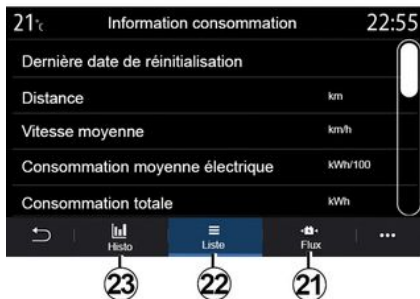 21°c Information consommation 22:55
Dernière date de réinitialisation
Distance km
Vitesse moyenne km/h
Consommation moyenne électrique kWh/100
Consommation totale kWh
Histo Liste Flux
23 22 21